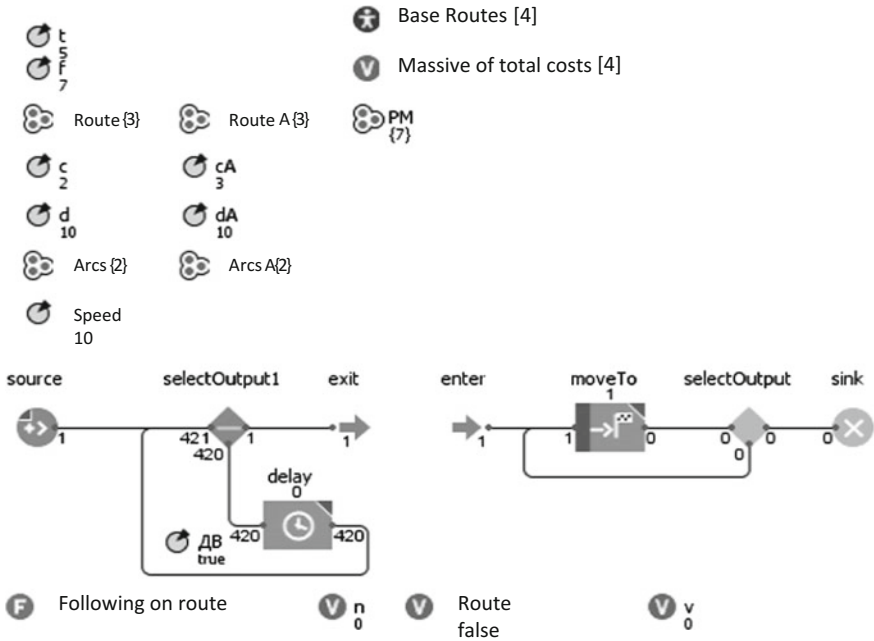 Base Routes [4]
t
5
f
7
Massive of total costs [4]
Route {3}
Route A {3}
PM
{7}
c
2
cA
3
d
10
dA
10
Arcs {2}
Arcs A{2}
Speed
10
source
selectOutput1
exit
enter
moveTo
1
selectOutput
sink
1
421
1
1
1
1
0
0
0
0
420
0
delay
0
420
420
ДВ
true
Following on route
n
0
Route
false
v
0